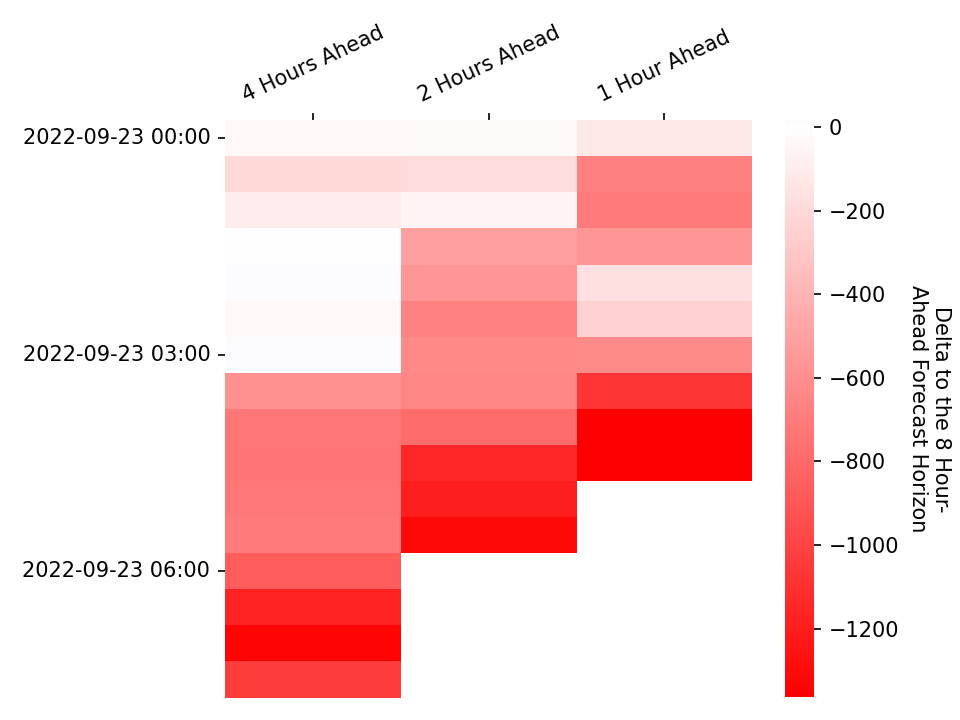 4 Hours Ahead
2 Hours Ahead
1 Hour Ahead
2022-09-23 00:00
2022-09-23 03:00
2022-09-23 06:00
0
−200
−400
−600
−800
−1000
−1200
Delta to the 8 Hour-
Ahead Forecast Horizon